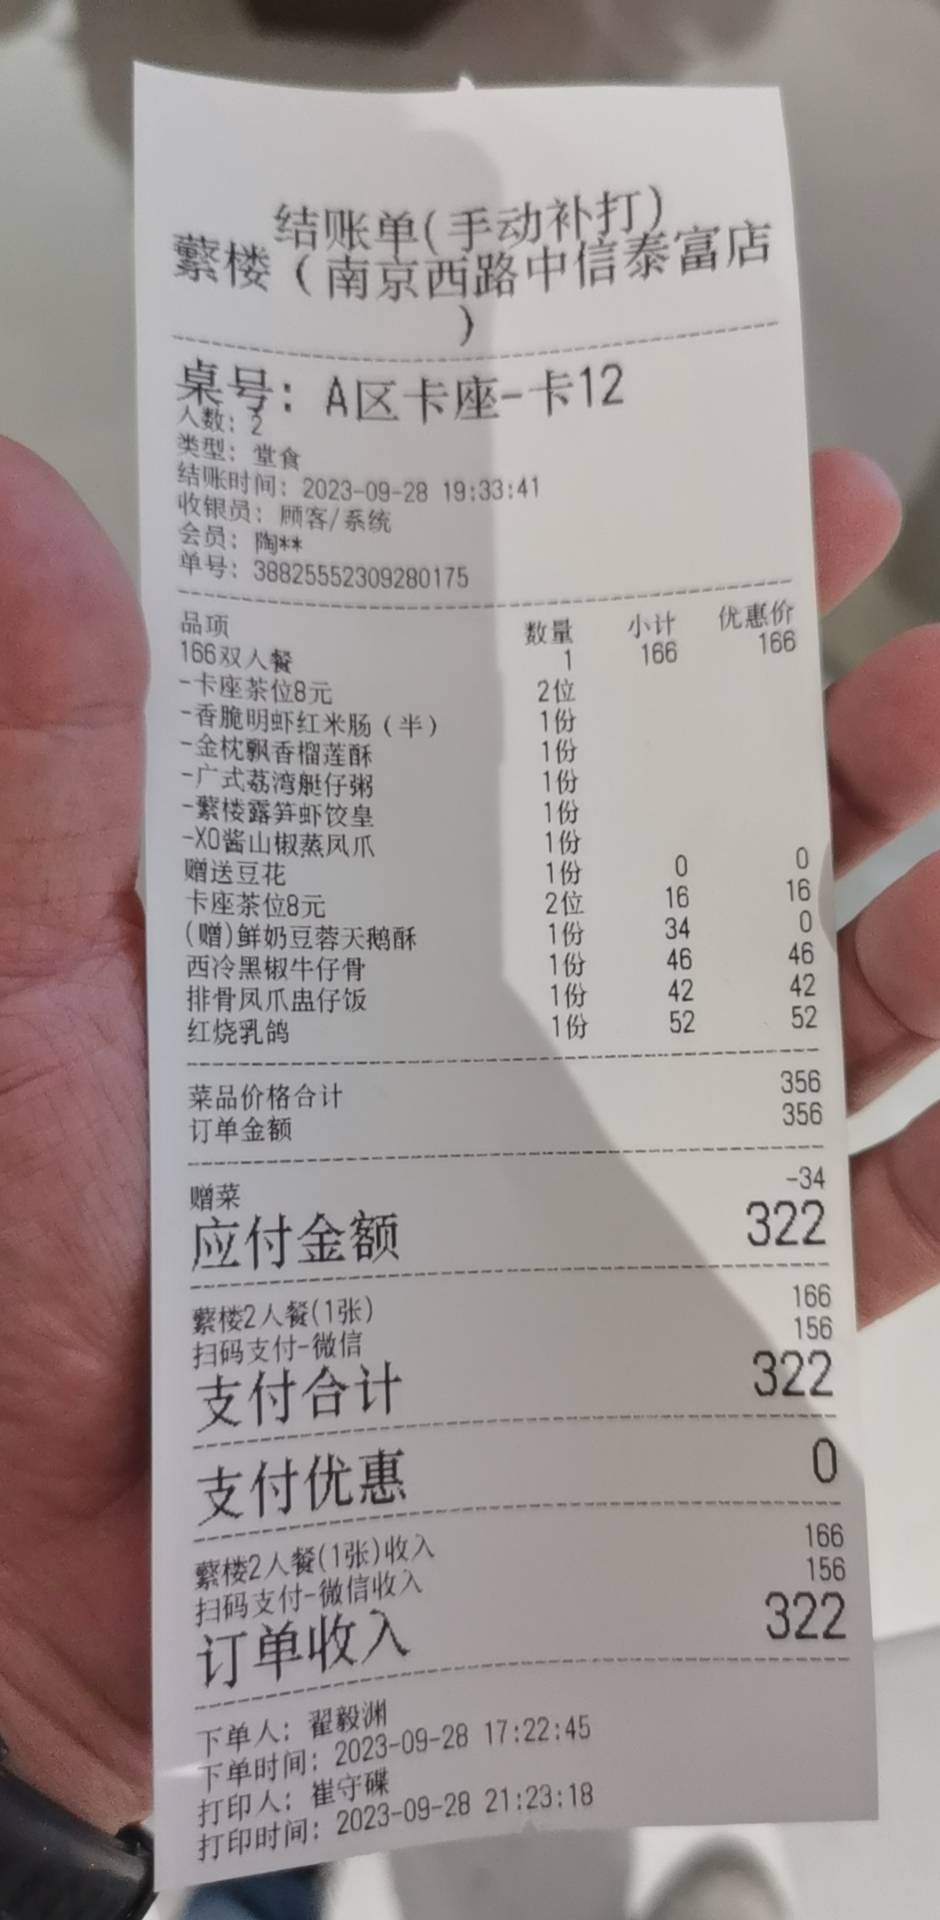 结账单(手动补打)
蘩楼（南京西路中信泰富店
）
桌号：A区卡座-卡12
人数：2
类型：堂食
结账时间：2023-09-28 19:33:41
收银员：顾客/系统
会员：陶**
单号：38825552309280175
品项 数量 小计 优惠价
166双人餐 1 166 166
-卡座茶位8元 2位
-香脆明虾红米肠（半） 1份
-金枕飘香榴莲酥 1份
-广式荔湾艇仔粥 1份
-蘩楼露笋虾饺皇 1份
-XO酱山椒蒸凤爪 1份
赠送豆花 1份 0 0
卡座茶位8元 2位 16 16
(赠)鲜奶豆蓉天鹅酥 1份 34 0
西冷黑椒牛仔骨 1份 46 46
排骨凤爪盅仔饭 1份 42 42
红烧乳鸽 1份 52 52
菜品价格合计 356
订单金额 356
赠菜 -34
应付金额 322
蘩楼2人餐(1张) 166
扫码支付-微信 156
支付合计 322
支付优惠 0
蘩楼2人餐(1张)收入 166
扫码支付-微信收入 156
订单收入 322
下单人：翟毅渊
下单时间：2023-09-28 17:22:45
打印人：崔守碟
打印时间：2023-09-28 21:23:18